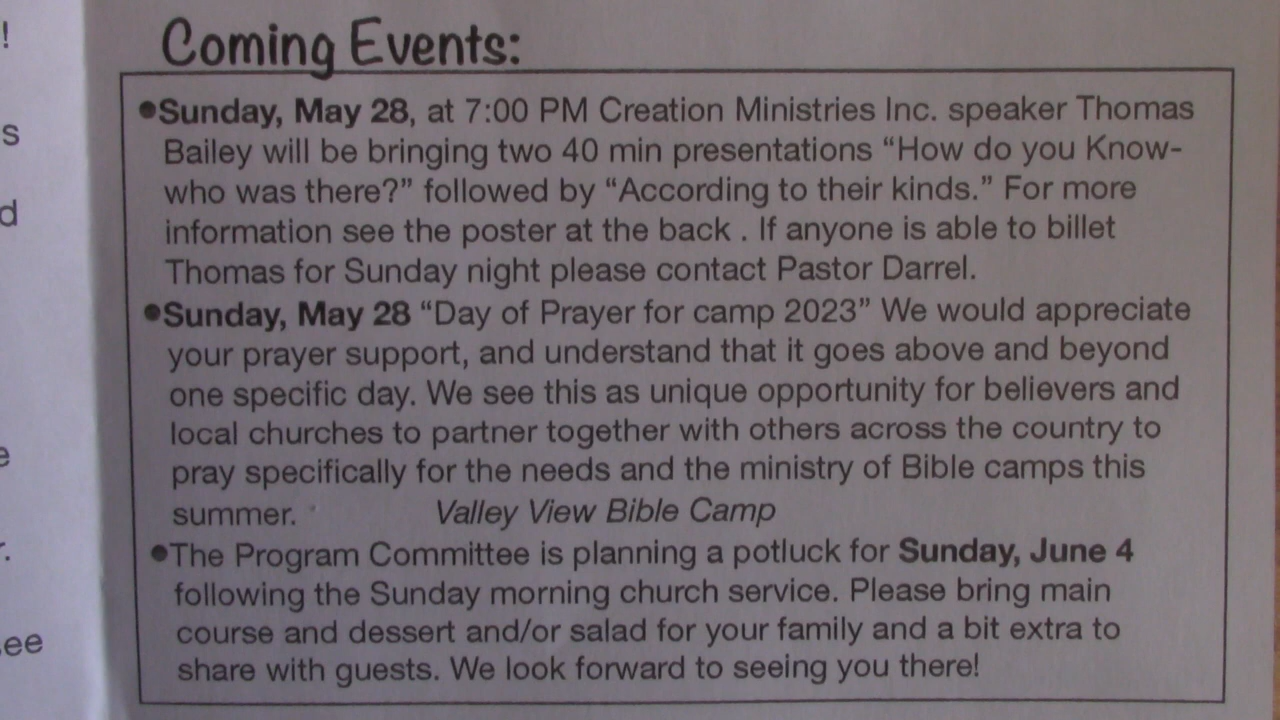 !
s
d
e
r.
ee
Coming Events:
●Sunday, May 28, at 7:00 PM Creation Ministries Inc. speaker Thomas
Bailey will be bringing two 40 min presentations “How do you Know-
who was there?” followed by “According to their kinds.” For more
information see the poster at the back . If anyone is able to billet
Thomas for Sunday night please contact Pastor Darrel.
●Sunday, May 28 “Day of Prayer for camp 2023” We would appreciate
your prayer support, and understand that it goes above and beyond
one specific day. We see this as unique opportunity for believers and
local churches to partner together with others across the country to
pray specifically for the needs and the ministry of Bible camps this
summer. Valley View Bible Camp
●The Program Committee is planning a potluck for Sunday, June 4
following the Sunday morning church service. Please bring main
course and dessert and/or salad for your family and a bit extra to
share with guests. We look forward to seeing you there!